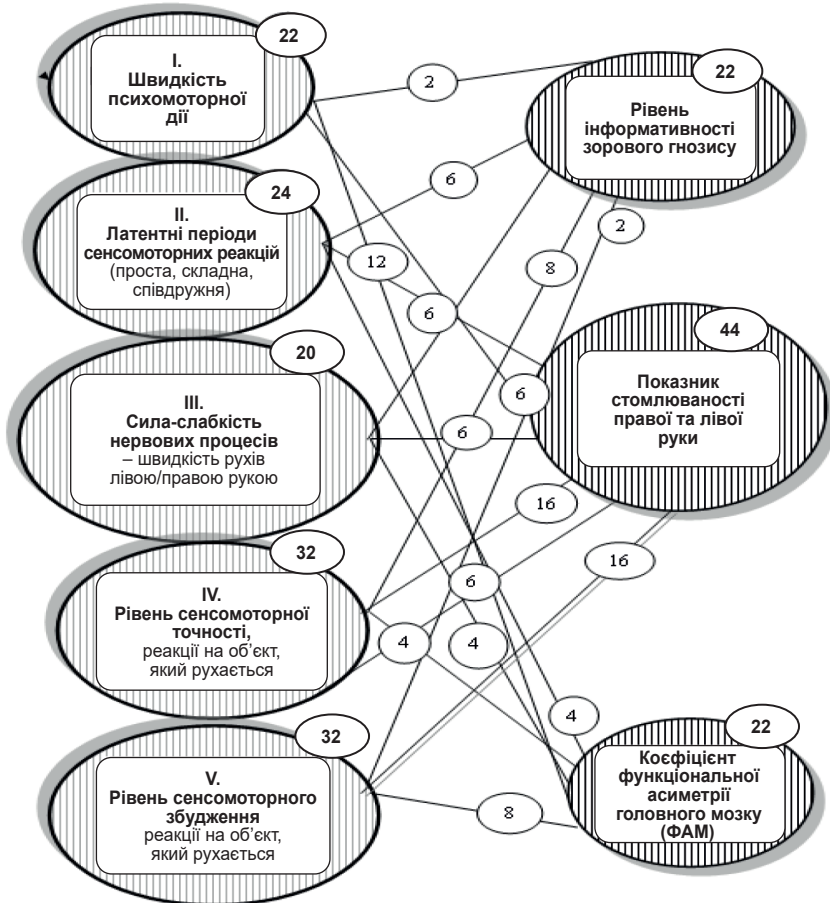 22
I.
Швидкість
психомоторної
дії
24
II.
Латентні періоди
сенсомоторних реакцій
(проста, складна,
співдружня)
20
III.
Сила-слабкість
нервових процесів
– швидкість рухів
лівою/правою рукою
32
IV.
Рівень сенсомоторної
точності,
реакції на об’єкт,
який рухається
32
V.
Рівень сенсомоторного
збудження
реакції на об’єкт,
який рухається
2
6
12
6
8
2
6
6
16
16
6
4
4
4
8
22
Рівень
інформативності
зорового гнозису
44
Показник
стомлюваності
правої та лівої
руки
22
Коєфіцієнт
функціональної
асиметрії
головного мозку
(ФАМ)